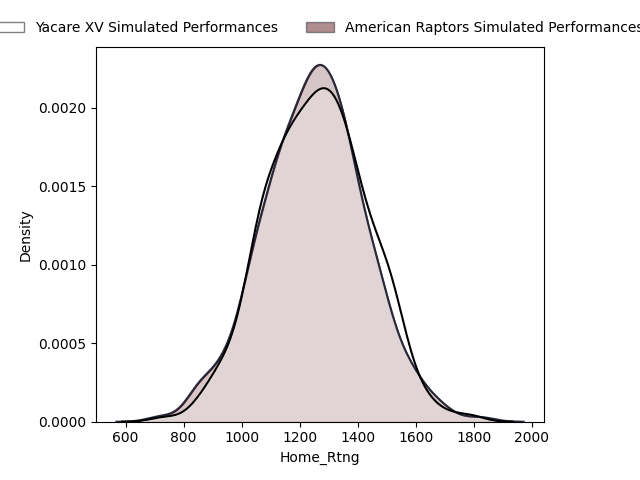 Yacare XV Simulated Performances
American Raptors Simulated Performances
0.0020
0.0015
0.0010
0.0005
0.0000
Density
600 800 1000 1200 1400 1600 1800 2000
Home_Rtng